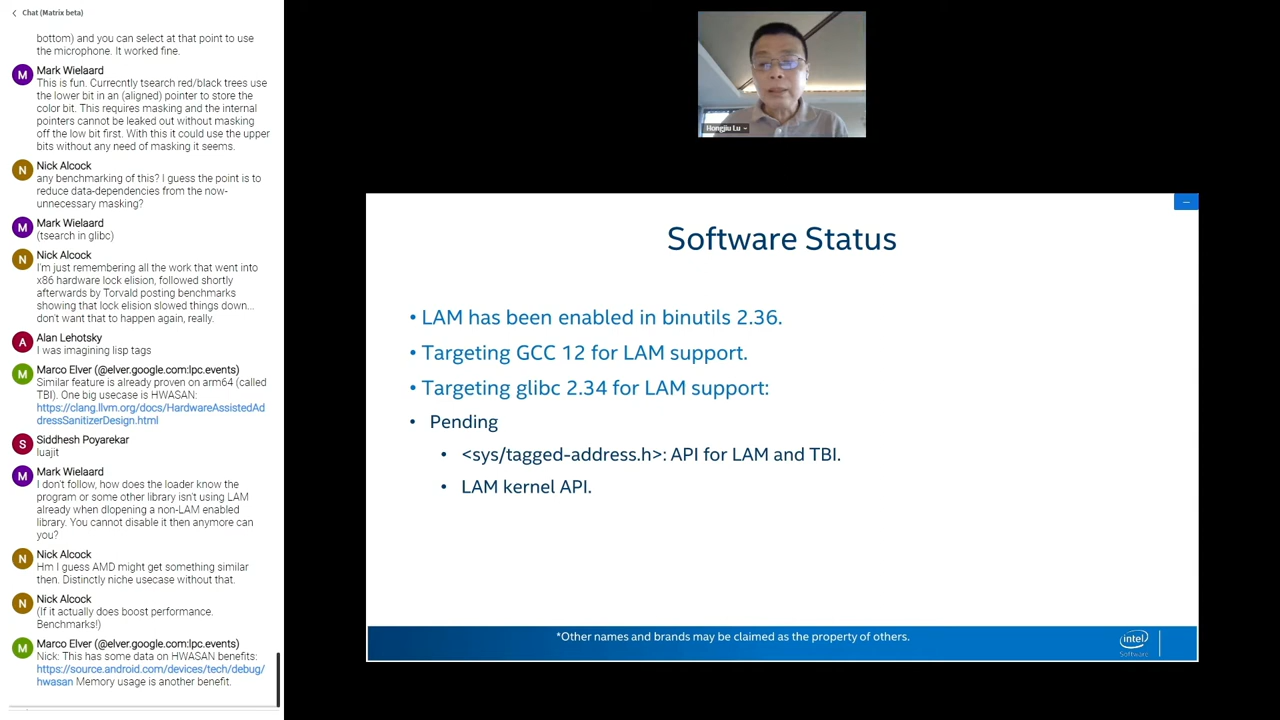 Chat (Matrix beta)
bottom) and you can select at that point to use
the microphone. It worked fine.
M
Mark Wielaard
This is fun. Currecntly tsearch red/black trees use
the lower bit in an (aligned) pointer to store the
color bit. This requires masking and the internal
pointers cannot be leaked out without masking
off the low bit first. With this it could use the upper
bits without any need of masking it seems.
N
Nick Alcock
any benchmarking of this? I guess the point is to
reduce data-dependencies from the now-
unnecessary masking?
M
Mark Wielaard
(tsearch in glibc)
N
Nick Alcock
I'm just remembering all the work that went into
x86 hardware lock elision, followed shortly
afterwards by Torvald posting benchmarks
showing that lock elision slowed things down...
don't want that to happen again, really.
A
Alan Lehotsky
I was imagining lisp tags
M
Marco Elver (@elver.google.com:lpc.events)
Similar feature is already proven on arm64 (called
TBI). One big usecase is HWASAN:
https://clang.llvm.org/docs/HardwareAssistedAd
dressSanitizerDesign.html
S
Siddhesh Poyarekar
luajit
M
Mark Wielaard
I don't follow, how does the loader know the
program or some other library isn't using LAM
already when dlopening a non-LAM enabled
library. You cannot disable it then anymore can
you?
N
Nick Alcock
Hm I guess AMD might get something similar
then. Distinctly niche usecase without that.
N
Nick Alcock
(If it actually does boost performance.
Benchmarks!)
M
Marco Elver (@elver.google.com:lpc.events)
Nick: This has some data on HWASAN benefits:
https://source.android.com/devices/tech/debug/
hwasan Memory usage is another benefit.
Hongjiu Lu
Software Status
• LAM has been enabled in binutils 2.36.
• Targeting GCC 12 for LAM support.
• Targeting glibc 2.34 for LAM support:
• Pending
• <sys/tagged-address.h>: API for LAM and TBI.
• LAM kernel API.
*Other names and brands may be claimed as the property of others.
intel
Software